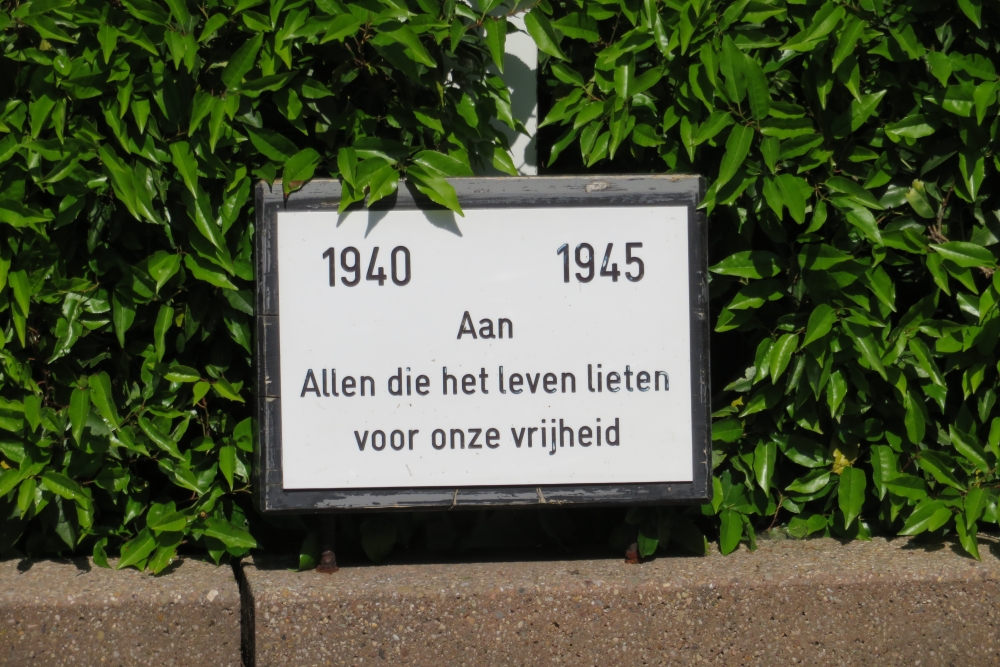 1940 1945
Aan
Allen die het leven lieten
voor onze vrijheid